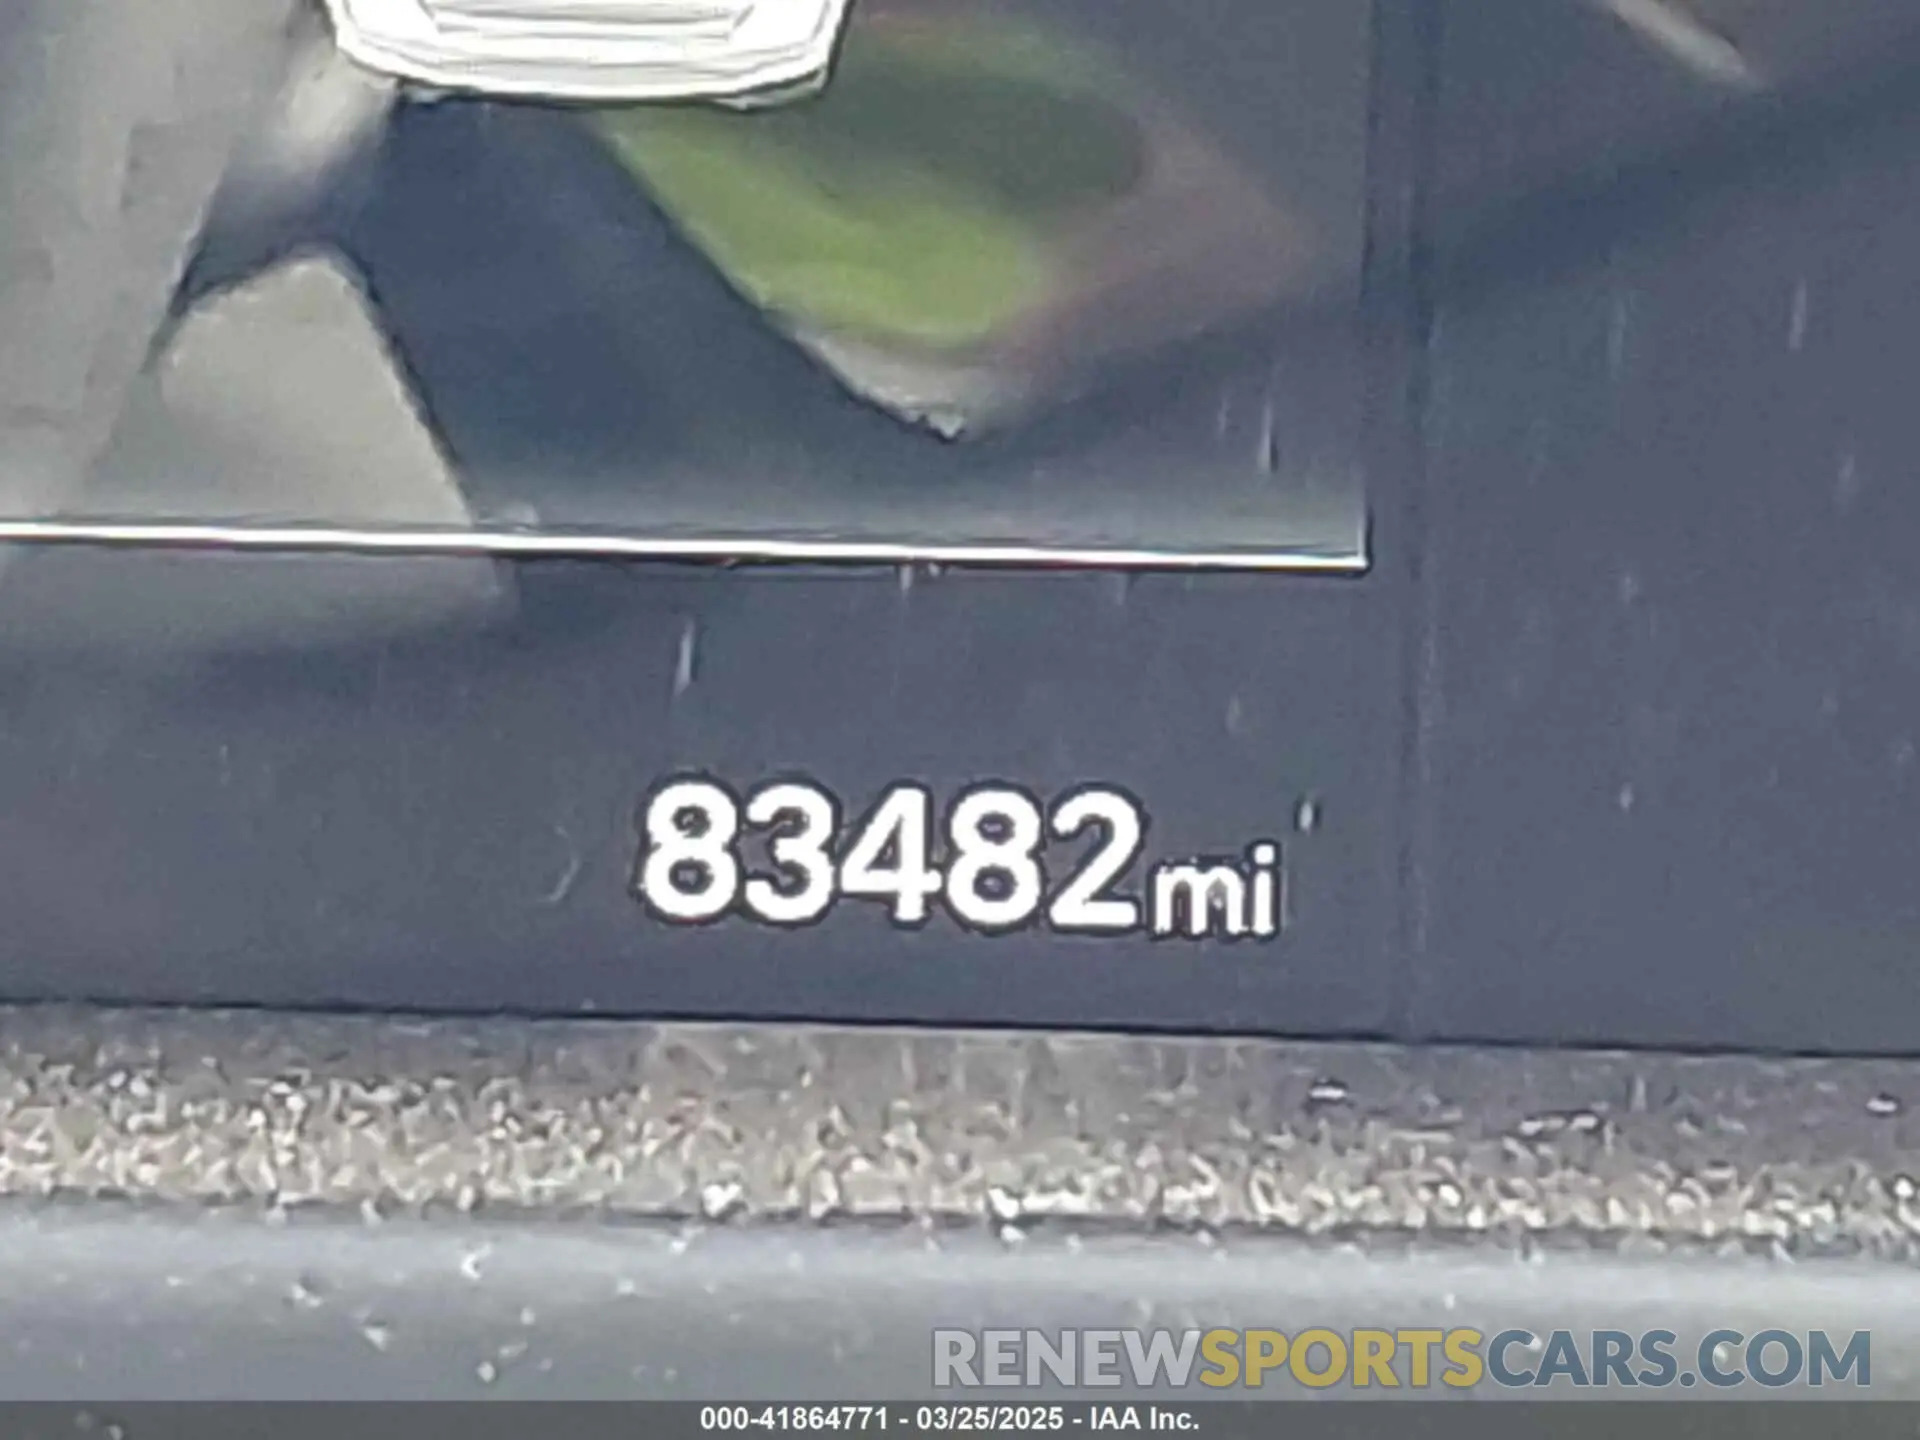 83482mi
RENEWSPORTSCARS.COM
000-41864771 - 03/25/2025 - IAA Inc.